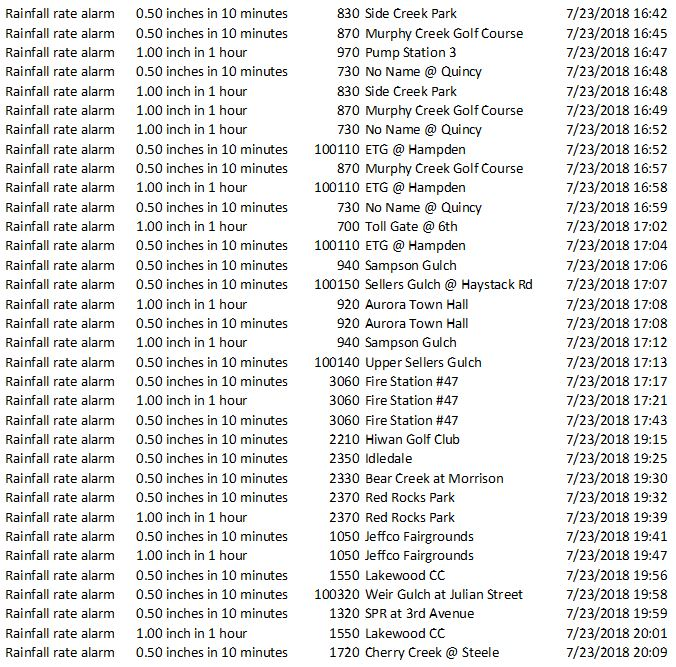 Rainfall rate alarm 0.50 inches in 10 minutes 830 Side Creek Park 7/23/2018 16:42
Rainfall rate alarm 0.50 inches in 10 minutes 870 Murphy Creek Golf Course 7/23/2018 16:45
Rainfall rate alarm 1.00 inch in 1 hour 970 Pump Station 3 7/23/2018 16:47
Rainfall rate alarm 0.50 inches in 10 minutes 730 No Name @ Quincy 7/23/2018 16:48
Rainfall rate alarm 1.00 inch in 1 hour 830 Side Creek Park 7/23/2018 16:48
Rainfall rate alarm 1.00 inch in 1 hour 870 Murphy Creek Golf Course 7/23/2018 16:49
Rainfall rate alarm 1.00 inch in 1 hour 730 No Name @ Quincy 7/23/2018 16:52
Rainfall rate alarm 0.50 inches in 10 minutes 100110 ETG @ Hampden 7/23/2018 16:52
Rainfall rate alarm 0.50 inches in 10 minutes 870 Murphy Creek Golf Course 7/23/2018 16:57
Rainfall rate alarm 1.00 inch in 1 hour 100110 ETG @ Hampden 7/23/2018 16:58
Rainfall rate alarm 0.50 inches in 10 minutes 730 No Name @ Quincy 7/23/2018 16:59
Rainfall rate alarm 1.00 inch in 1 hour 700 Toll Gate @ 6th 7/23/2018 17:02
Rainfall rate alarm 0.50 inches in 10 minutes 100110 ETG @ Hampden 7/23/2018 17:04
Rainfall rate alarm 0.50 inches in 10 minutes 940 Sampson Gulch 7/23/2018 17:06
Rainfall rate alarm 0.50 inches in 10 minutes 100150 Sellers Gulch @ Haystack Rd 7/23/2018 17:07
Rainfall rate alarm 1.00 inch in 1 hour 920 Aurora Town Hall 7/23/2018 17:08
Rainfall rate alarm 0.50 inches in 10 minutes 920 Aurora Town Hall 7/23/2018 17:08
Rainfall rate alarm 1.00 inch in 1 hour 940 Sampson Gulch 7/23/2018 17:12
Rainfall rate alarm 0.50 inches in 10 minutes 100140 Upper Sellers Gulch 7/23/2018 17:13
Rainfall rate alarm 0.50 inches in 10 minutes 3060 Fire Station #47 7/23/2018 17:17
Rainfall rate alarm 1.00 inch in 1 hour 3060 Fire Station #47 7/23/2018 17:21
Rainfall rate alarm 0.50 inches in 10 minutes 3060 Fire Station #47 7/23/2018 17:43
Rainfall rate alarm 0.50 inches in 10 minutes 2210 Hiwan Golf Club 7/23/2018 19:15
Rainfall rate alarm 0.50 inches in 10 minutes 2350 Idledale 7/23/2018 19:25
Rainfall rate alarm 0.50 inches in 10 minutes 2330 Bear Creek at Morrison 7/23/2018 19:30
Rainfall rate alarm 0.50 inches in 10 minutes 2370 Red Rocks Park 7/23/2018 19:32
Rainfall rate alarm 1.00 inch in 1 hour 2370 Red Rocks Park 7/23/2018 19:39
Rainfall rate alarm 0.50 inches in 10 minutes 1050 Jeffco Fairgrounds 7/23/2018 19:41
Rainfall rate alarm 1.00 inch in 1 hour 1050 Jeffco Fairgrounds 7/23/2018 19:47
Rainfall rate alarm 0.50 inches in 10 minutes 1550 Lakewood CC 7/23/2018 19:56
Rainfall rate alarm 0.50 inches in 10 minutes 100320 Weir Gulch at Julian Street 7/23/2018 19:58
Rainfall rate alarm 0.50 inches in 10 minutes 1320 SPR at 3rd Avenue 7/23/2018 19:59
Rainfall rate alarm 1.00 inch in 1 hour 1550 Lakewood CC 7/23/2018 20:01
Rainfall rate alarm 0.50 inches in 10 minutes 1720 Cherry Creek @ Steele 7/23/2018 20:09